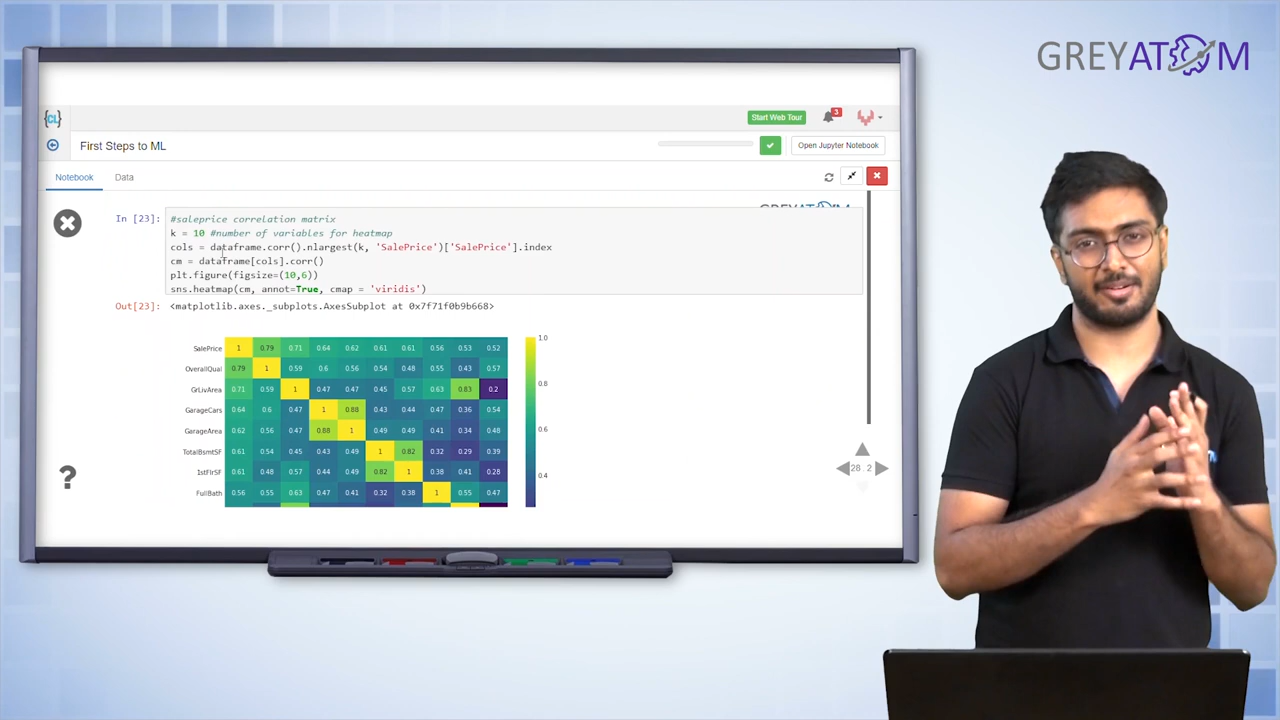 GREYATOM
{CL}
Start Web Tour
3
First Steps to ML
Open Jupyter Notebook
Notebook Data
GREYATOM
In [23]: #saleprice correlation matrix
k = 10 #number of variables for heatmap
cols = dataframe.corr().nlargest(k, 'SalePrice')['SalePrice'].index
cm = dataframe[cols].corr()
plt.figure(figsize=(10,6))
sns.heatmap(cm, annot=True, cmap = 'viridis')
Out[23]: <matplotlib.axes._subplots.AxesSubplot at 0x7f71f0b9b668>
SalePrice 1 0.79 0.71 0.64 0.62 0.61 0.61 0.56 0.53 0.52
OverallQual 0.79 1 0.59 0.6 0.56 0.54 0.48 0.55 0.43 0.57
GrLivArea 0.71 0.59 1 0.47 0.47 0.45 0.57 0.63 0.83 0.2
GarageCars 0.64 0.6 0.47 1 0.88 0.43 0.44 0.47 0.36 0.54
GarageArea 0.62 0.56 0.47 0.88 1 0.49 0.49 0.41 0.34 0.48
TotalBsmtSF 0.61 0.54 0.45 0.43 0.49 1 0.82 0.32 0.29 0.39
1stFlrSF 0.61 0.48 0.57 0.44 0.49 0.82 1 0.38 0.41 0.28
FullBath 0.56 0.55 0.63 0.47 0.41 0.32 0.38 1 0.55 0.47
1.0
0.8
0.6
0.4
28 2
?